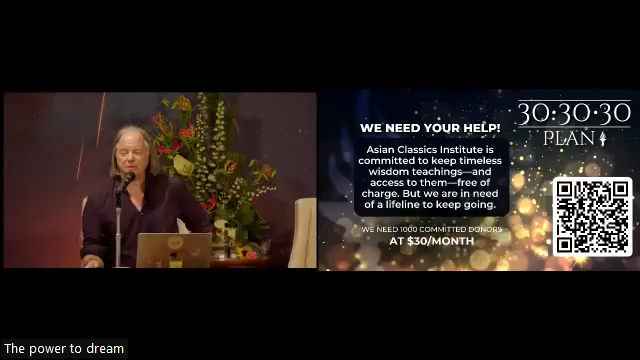 WE NEED YOUR HELP!
Asian Classics Institute is
committed to keep timeless
wisdom teachings—and
access to them—free of
charge. But we are in need
of a lifeline to keep going.
WE NEED 1000 COMMITTED DONORS
AT $30/MONTH
30:30·30
PLAN
The power to dream